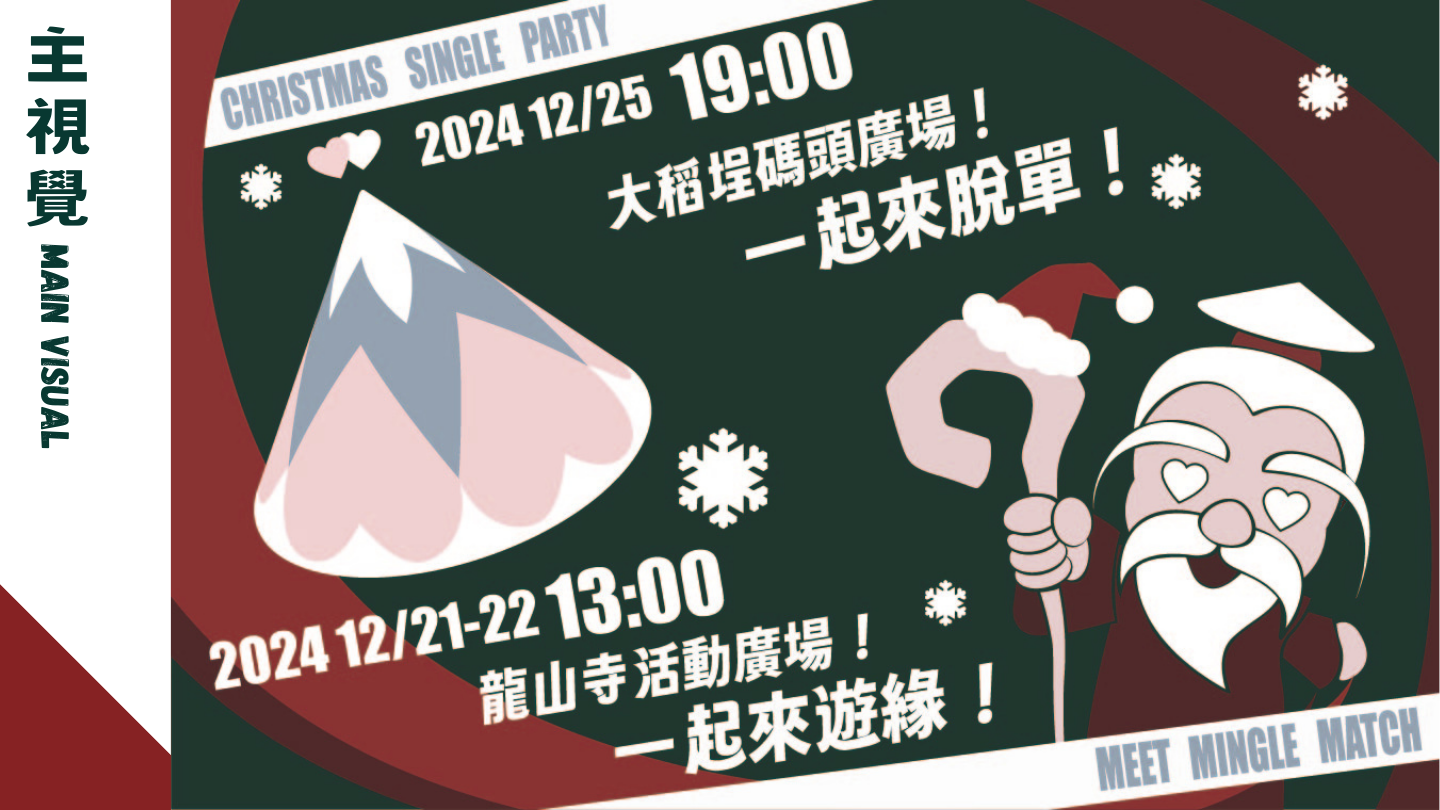 主視覺
MAIN VISUAL
CHRISTMAS SINGLE PARTY
2024 12/25 19:00
大稻埕碼頭廣場！
一起來脫單！
2024 12/21-22 13:00
龍山寺活動廣場！
一起來遊緣！
MEET MINGLE MATCH